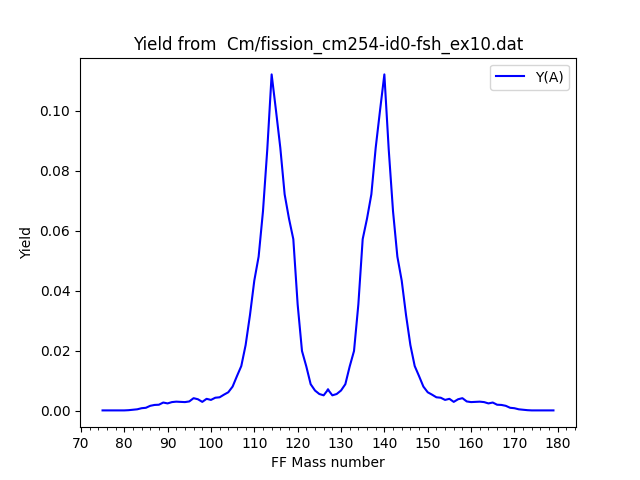 Yield from  Cm/fission_cm254-id0-fsh_ex10.dat
Y(A)
Yield
0.10
0.08
0.06
0.04
0.02
0.00
70 80 90 100 110 120 130 140 150 160 170 180
FF Mass number